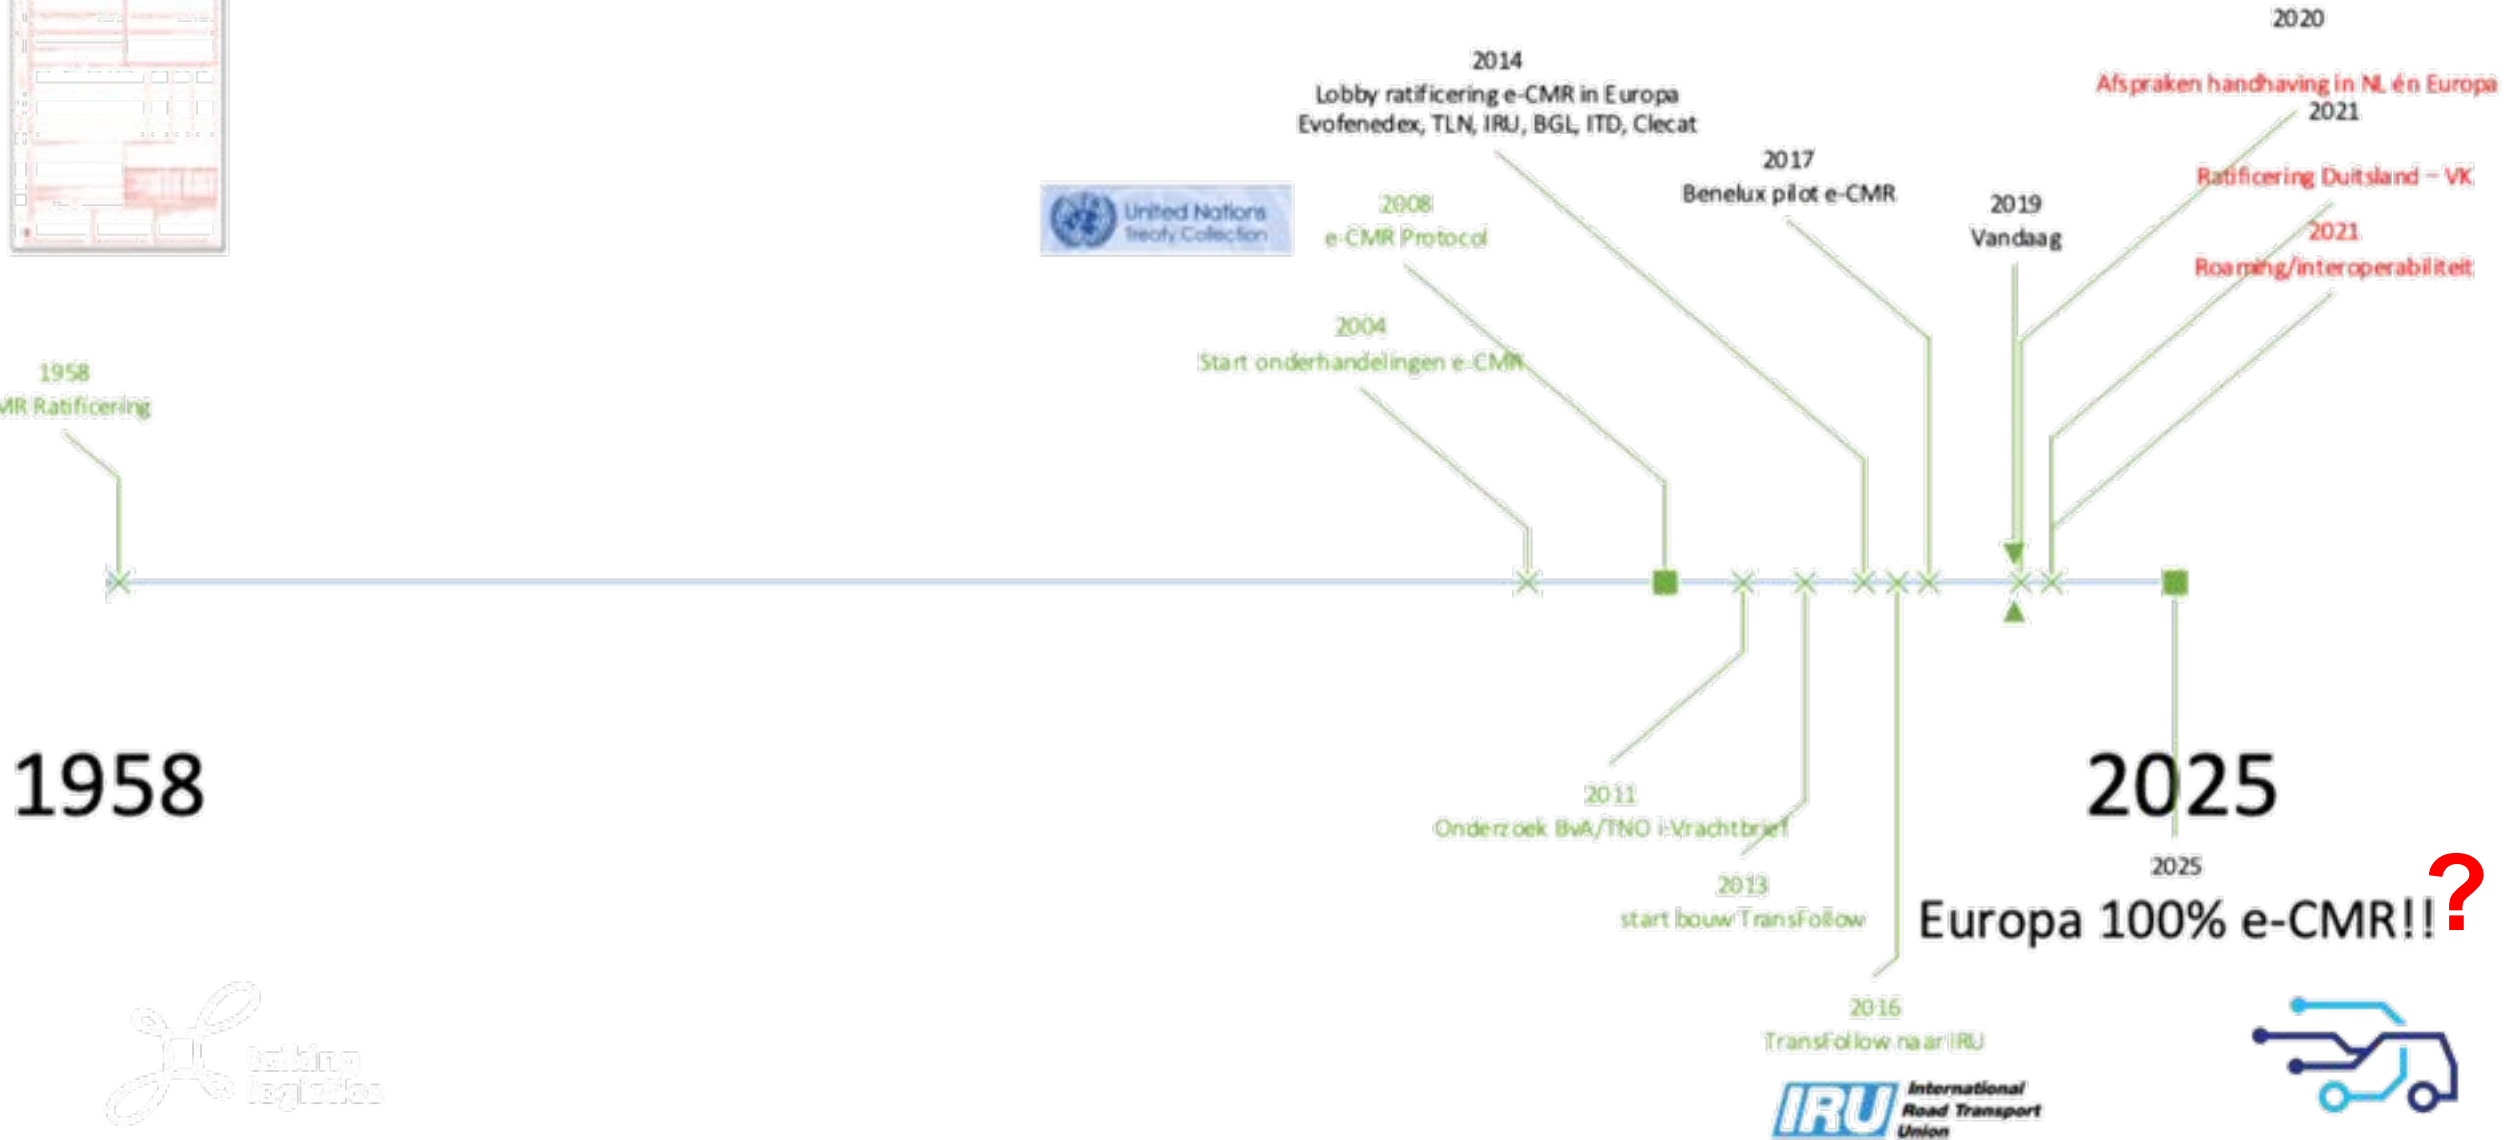 2020
Afspraken handhaving in NL én Europa
2014
Lobby ratificering e-CMR in Europa
Evofenedex, TLN, IRU, BGL, ITD, Clecat
2021
Ratificering Duitsland – VK
2017
Benelux pilot e-CMR
2019
Vandaag
United Nations
Treaty Collection
2008
e-CMR Protocol
2021
Roaming/interoperabiliteit
2004
Start onderhandelingen e-CMR
1958
MR Ratificering
1958
2025
2011
Onderzoek BvA/TNO i-Vrachtbrief
2013
start bouw TransFollow
2025
Europa 100% e-CMR!!?
2016
TransFollow naar IRU
talking
logistics
IRU International
Road Transport
Union